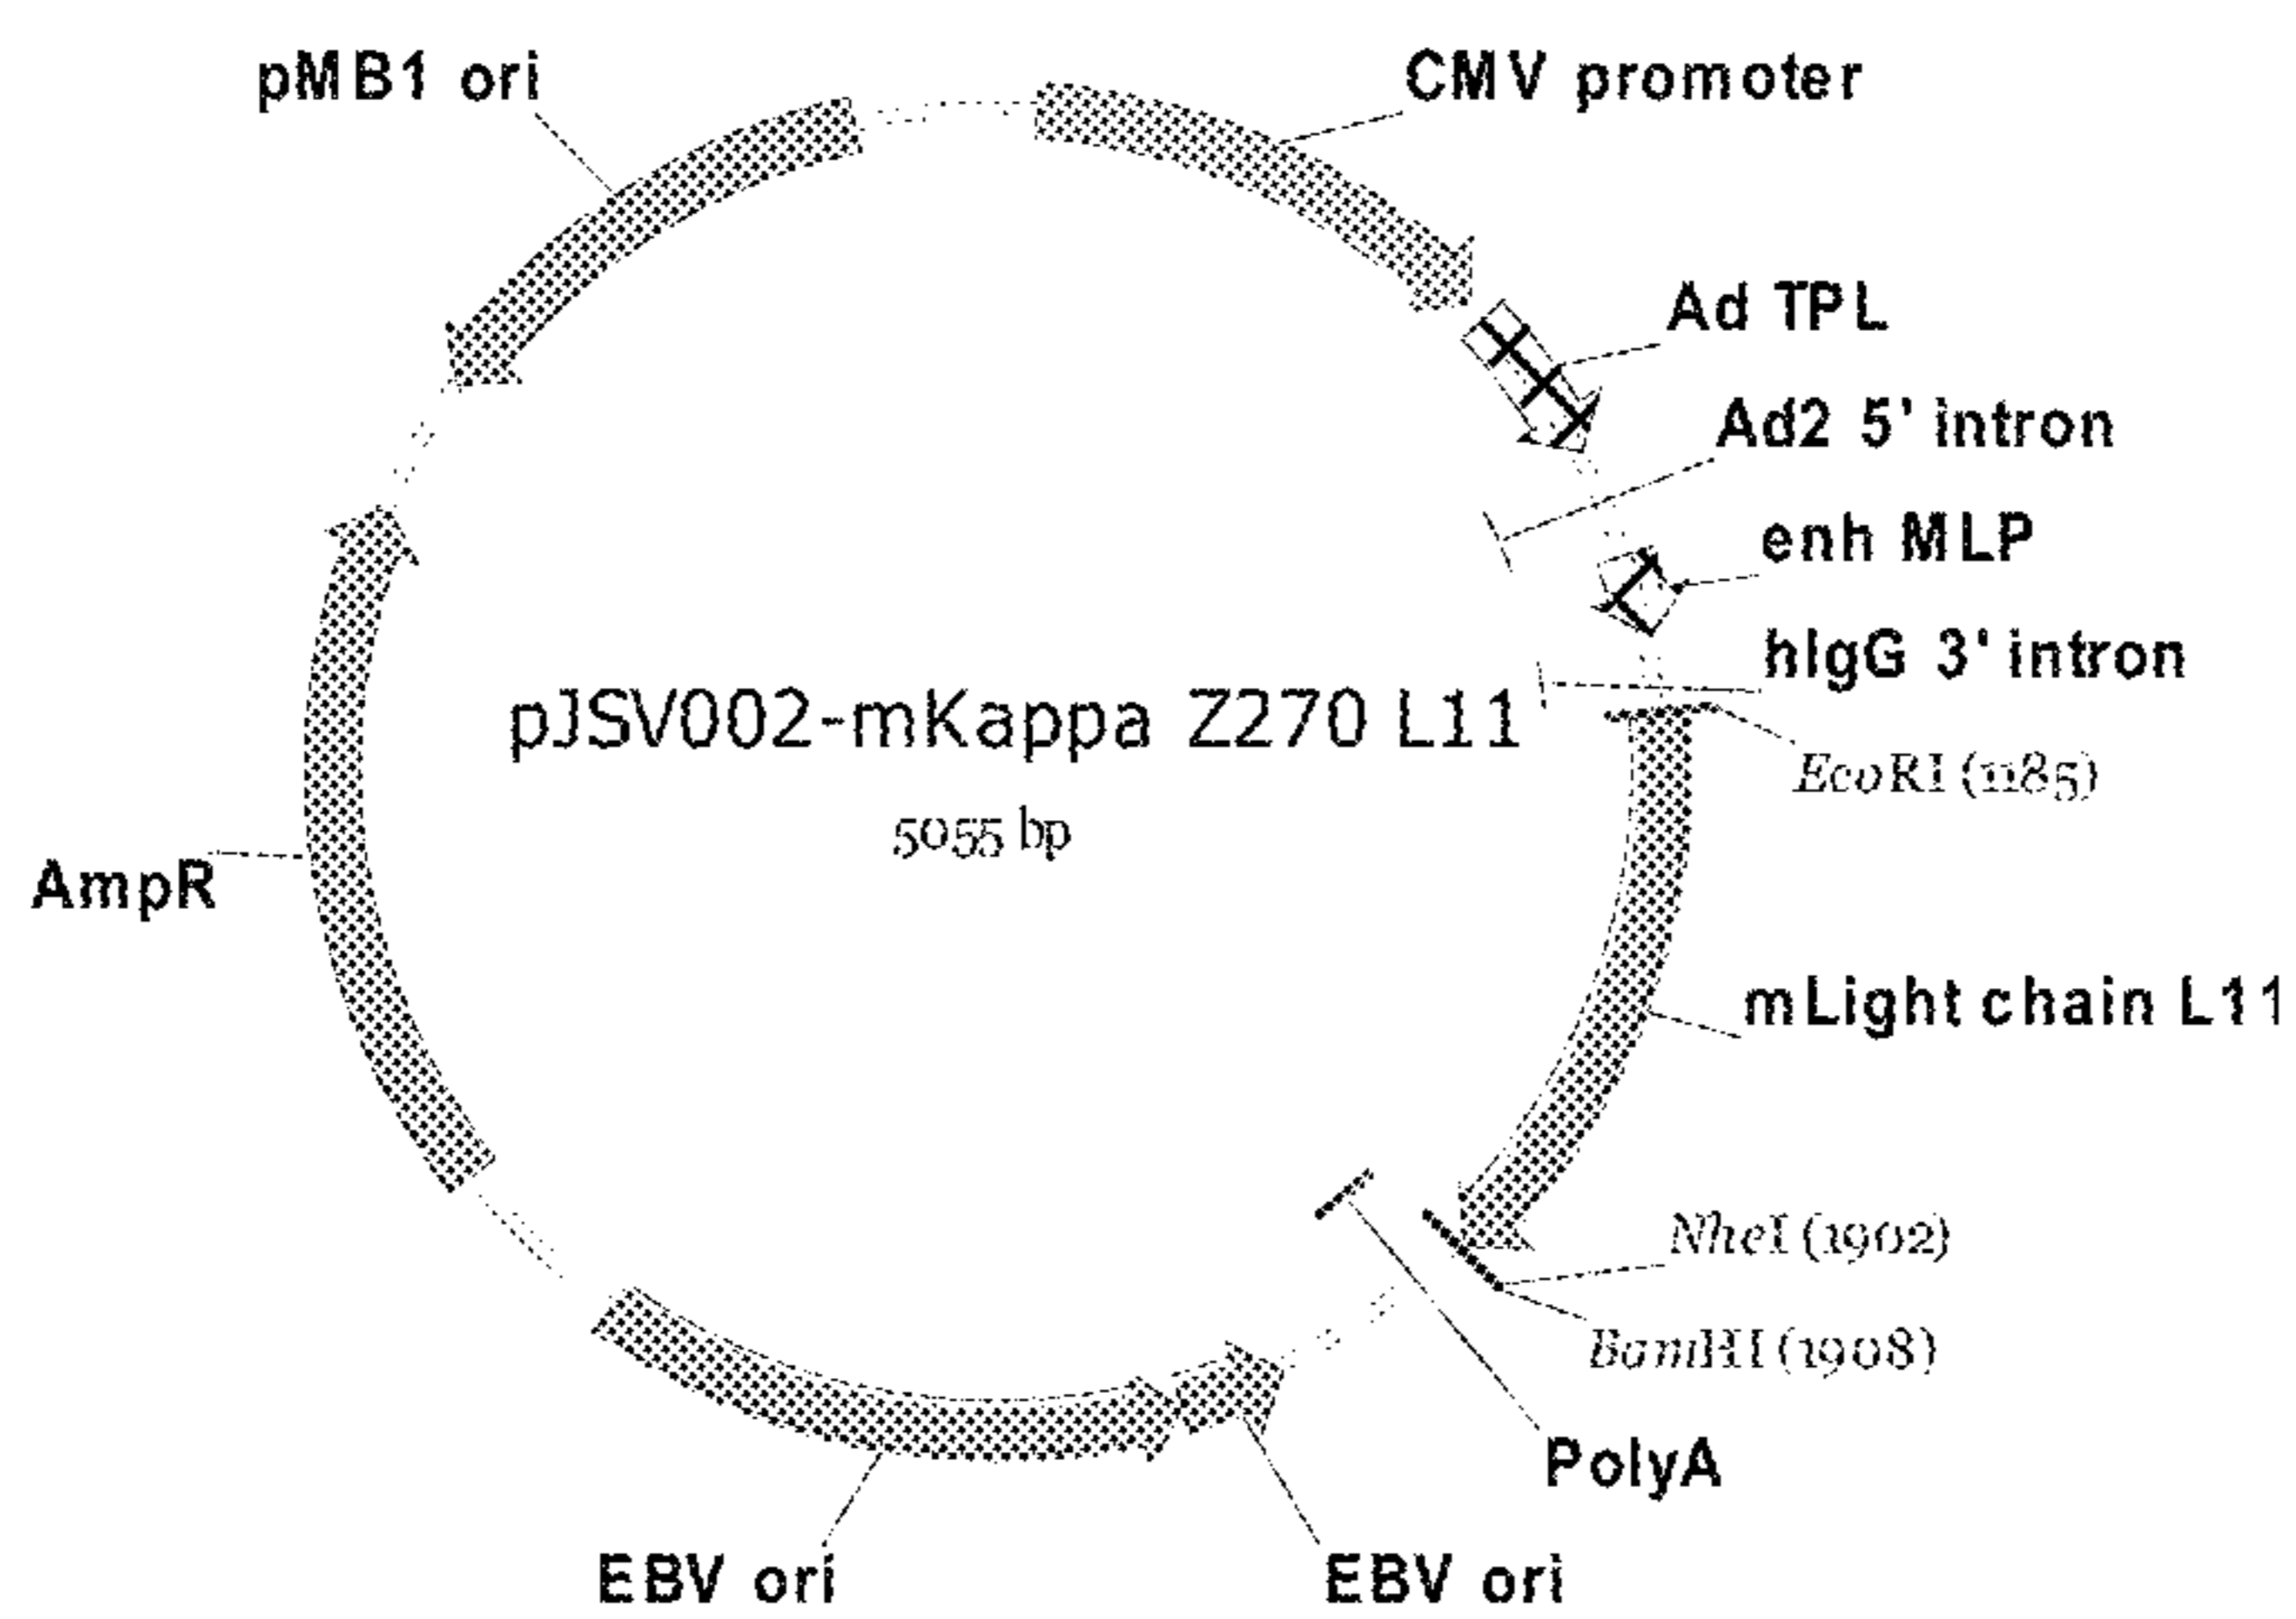 pMB1 ori
CMV promoter
Ad TPL
Ad2 5' intron
enh MLP
hIgG 3' intron
pJSV002-mKappa Z270 L11
EcoRI (1185)
5055 bp
AmpR
mLight chain L11
NheI (1902)
BamHI (1908)
PolyA
EBV ori
EBV ori